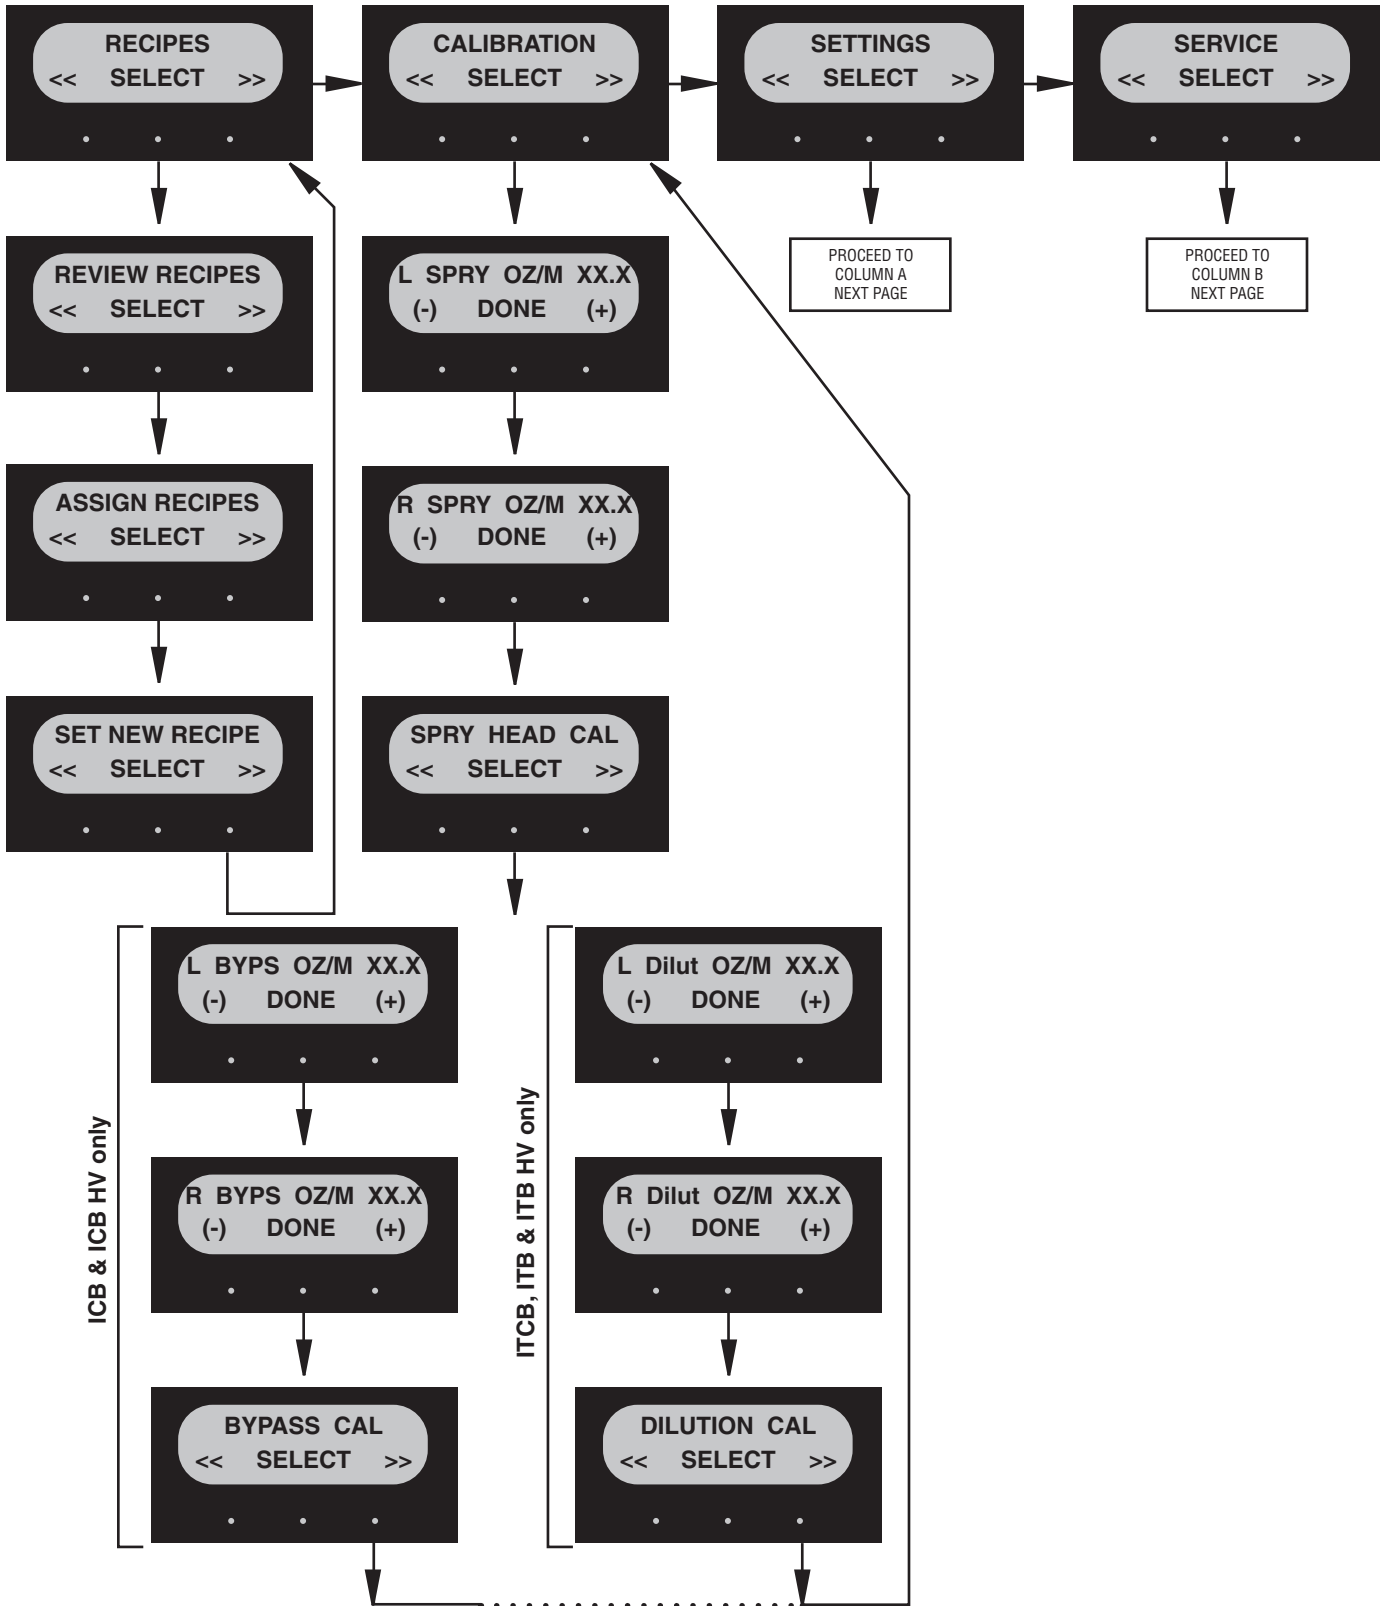 RECIPES
<< SELECT >>
CALIBRATION
<< SELECT >>
SETTINGS
<< SELECT >>
SERVICE
<< SELECT >>
REVIEW RECIPES
<< SELECT >>
L SPRY OZ/M XX.X
(-) DONE (+)
PROCEED TO
COLUMN A
NEXT PAGE
PROCEED TO
COLUMN B
NEXT PAGE
ASSIGN RECIPES
<< SELECT >>
R SPRY OZ/M XX.X
(-) DONE (+)
SET NEW RECIPE
<< SELECT >>
SPRY HEAD CAL
<< SELECT >>
ICB & ICB HV only
L BYPS OZ/M XX.X
(-) DONE (+)
R BYPS OZ/M XX.X
(-) DONE (+)
BYPASS CAL
<< SELECT >>
ITCB, ITB & ITB HV only
L Dilut OZ/M XX.X
(-) DONE (+)
R Dilut OZ/M XX.X
(-) DONE (+)
DILUTION CAL
<< SELECT >>